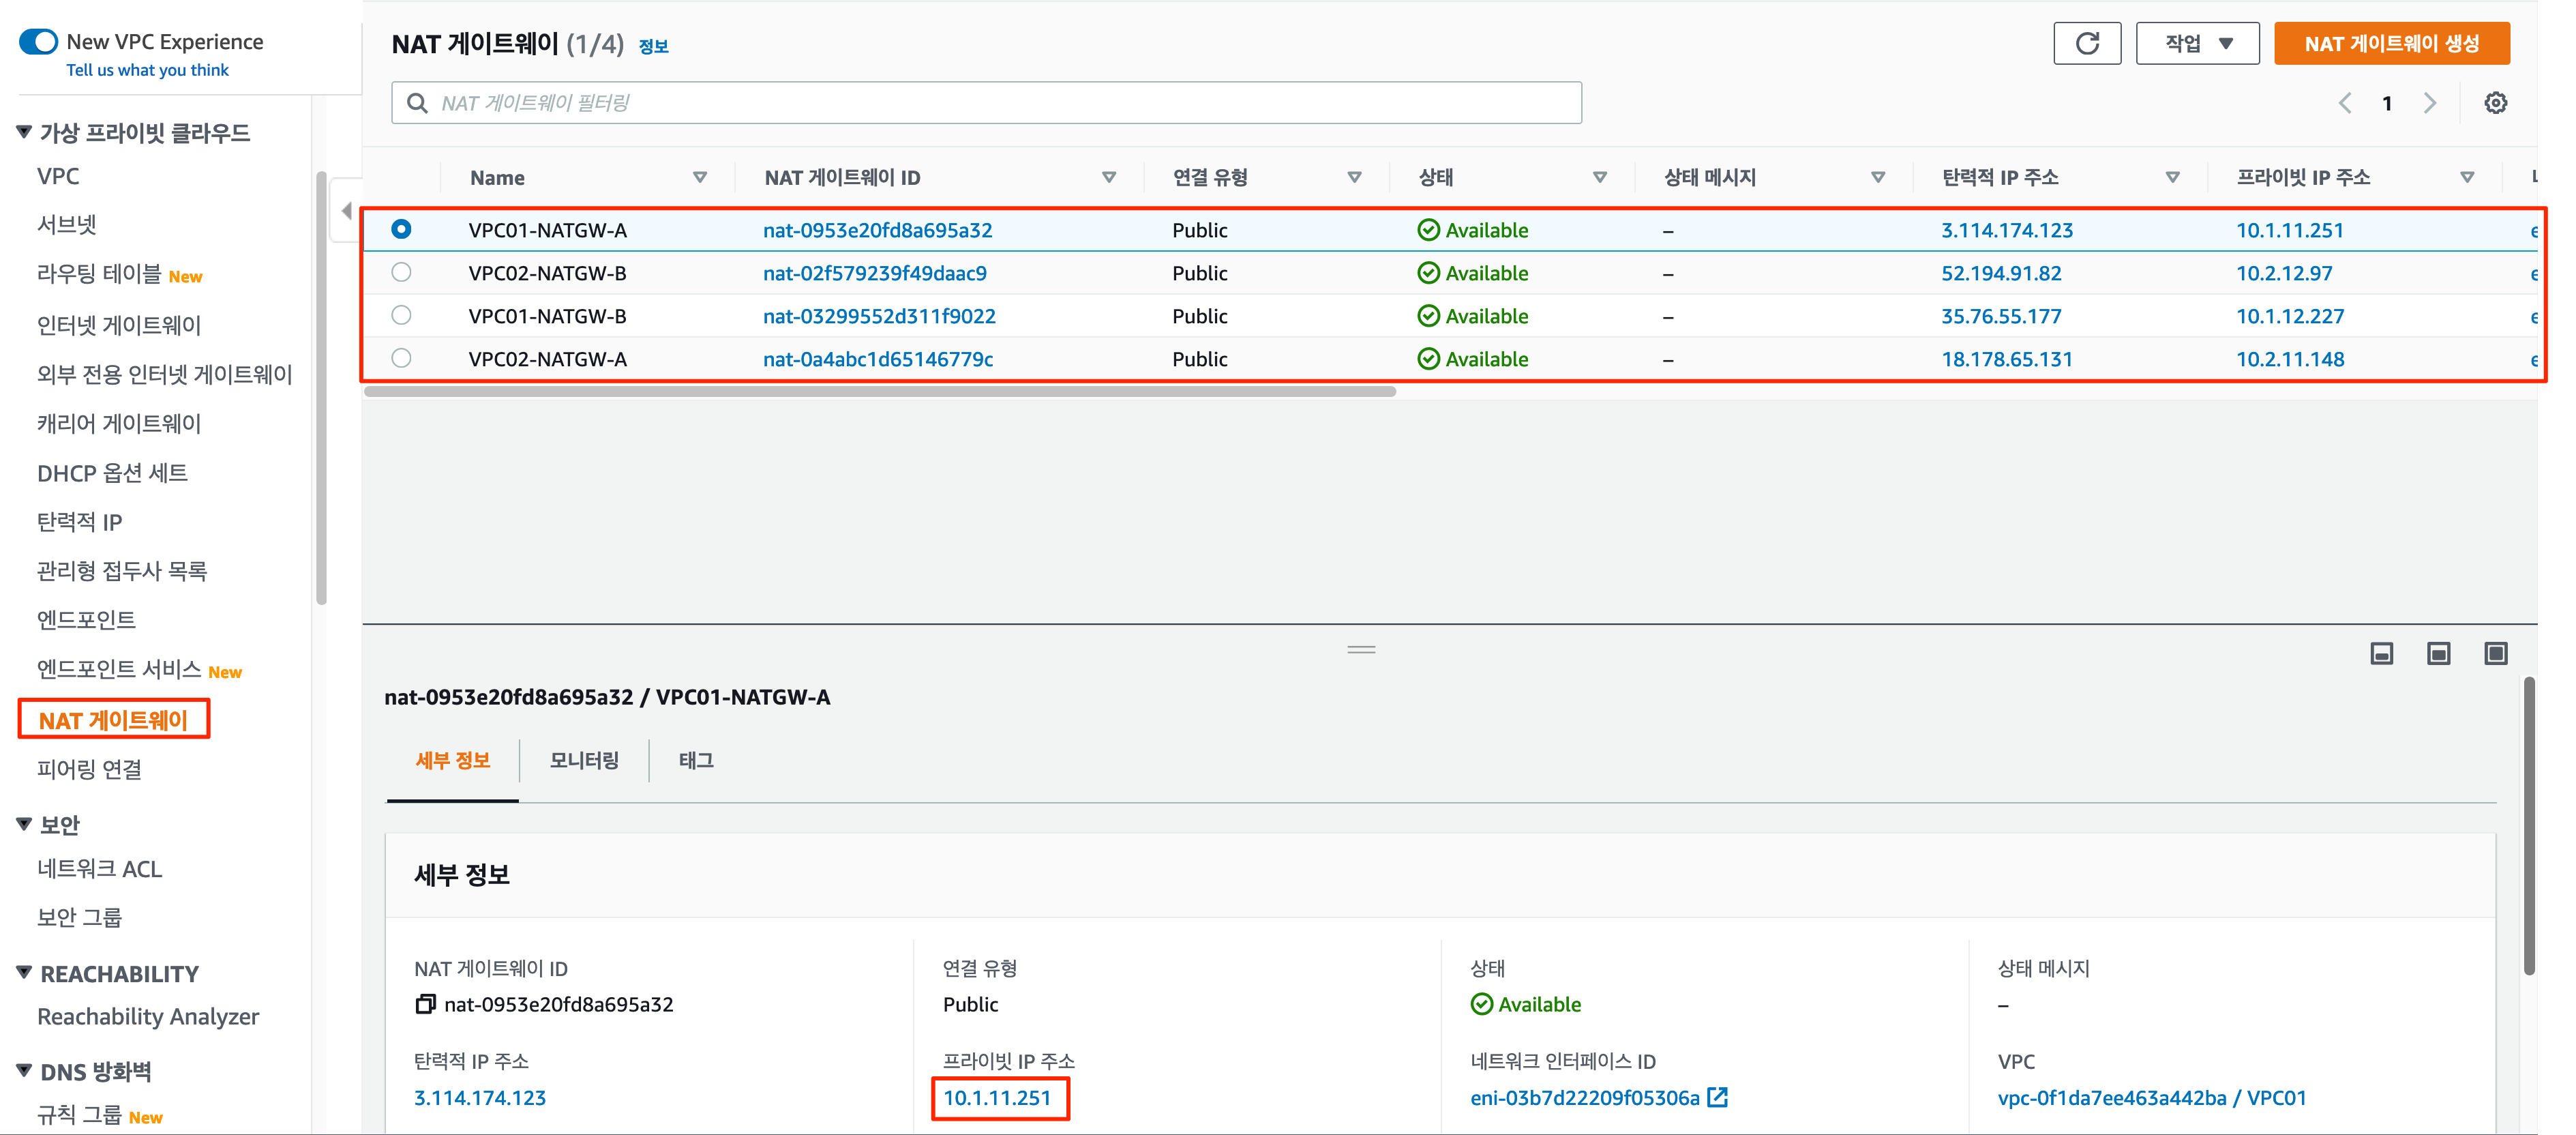 New VPC Experience
Tell us what you think
가상 프라이빗 클라우드
VPC
서브넷
라우팅 테이블 New
인터넷 게이트웨이
외부 전용 인터넷 게이트웨이
캐리어 게이트웨이
DHCP 옵션 세트
탄력적 IP
관리형 접두사 목록
엔드포인트
엔드포인트 서비스 New
NAT 게이트웨이
피어링 연결
보안
네트워크 ACL
보안 그룹
REACHABILITY
Reachability Analyzer
DNS 방화벽
규칙 그룹 New
NAT 게이트웨이 (1/4) 정보
작업
NAT 게이트웨이 생성
NAT 게이트웨이 필터링
1
Name NAT 게이트웨이 ID 연결 유형 상태 상태 메시지 탄력적 IP 주소 프라이빗 IP 주소
VPC01-NATGW-A nat-0953e20fd8a695a32 Public Available – 3.114.174.123 10.1.11.251 e
VPC02-NATGW-B nat-02f579239f49daac9 Public Available – 52.194.91.82 10.2.12.97 e
VPC01-NATGW-B nat-03299552d311f9022 Public Available – 35.76.55.177 10.1.12.227 e
VPC02-NATGW-A nat-0a4abc1d65146779c Public Available – 18.178.65.131 10.2.11.148 e
nat-0953e20fd8a695a32 / VPC01-NATGW-A
세부 정보 모니터링 태그
세부 정보
NAT 게이트웨이 ID 연결 유형 상태 상태 메시지
nat-0953e20fd8a695a32 Public Available –
탄력적 IP 주소 프라이빗 IP 주소 네트워크 인터페이스 ID VPC
3.114.174.123 10.1.11.251 eni-03b7d22209f05306a vpc-0f1da7ee463a442ba / VPC01